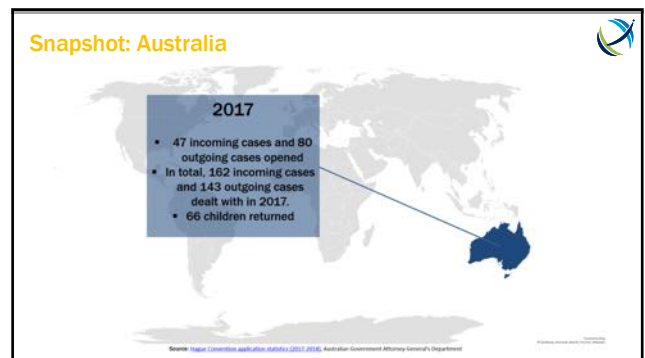 Snapshot: Australia
2017
▪ 47 incoming cases and 80
outgoing cases opened
▪ In total, 162 incoming cases
and 143 outgoing cases
dealt with in 2017.
▪ 66 children returned
Source: Hague Convention application statistics (2017-2018), Australian Government Attorney General's Department